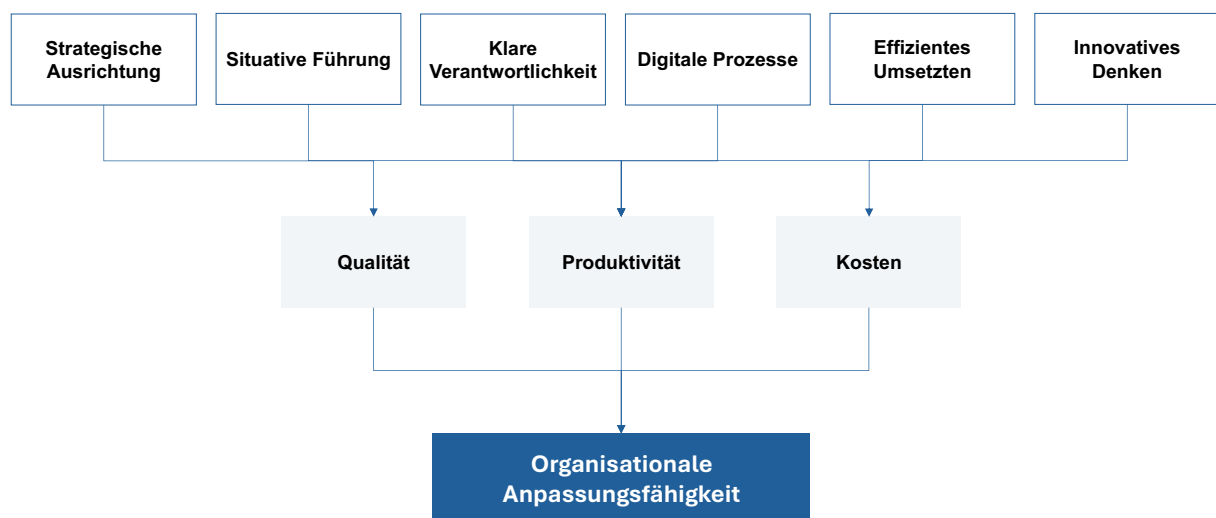 Strategische
Ausrichtung
Situative Führung
Klare
Verantwortlichkeit
Digitale Prozesse
Effizientes
Umsetzten
Innovatives
Denken
Qualität
Produktivität
Kosten
Organisationale
Anpassungsfähigkeit